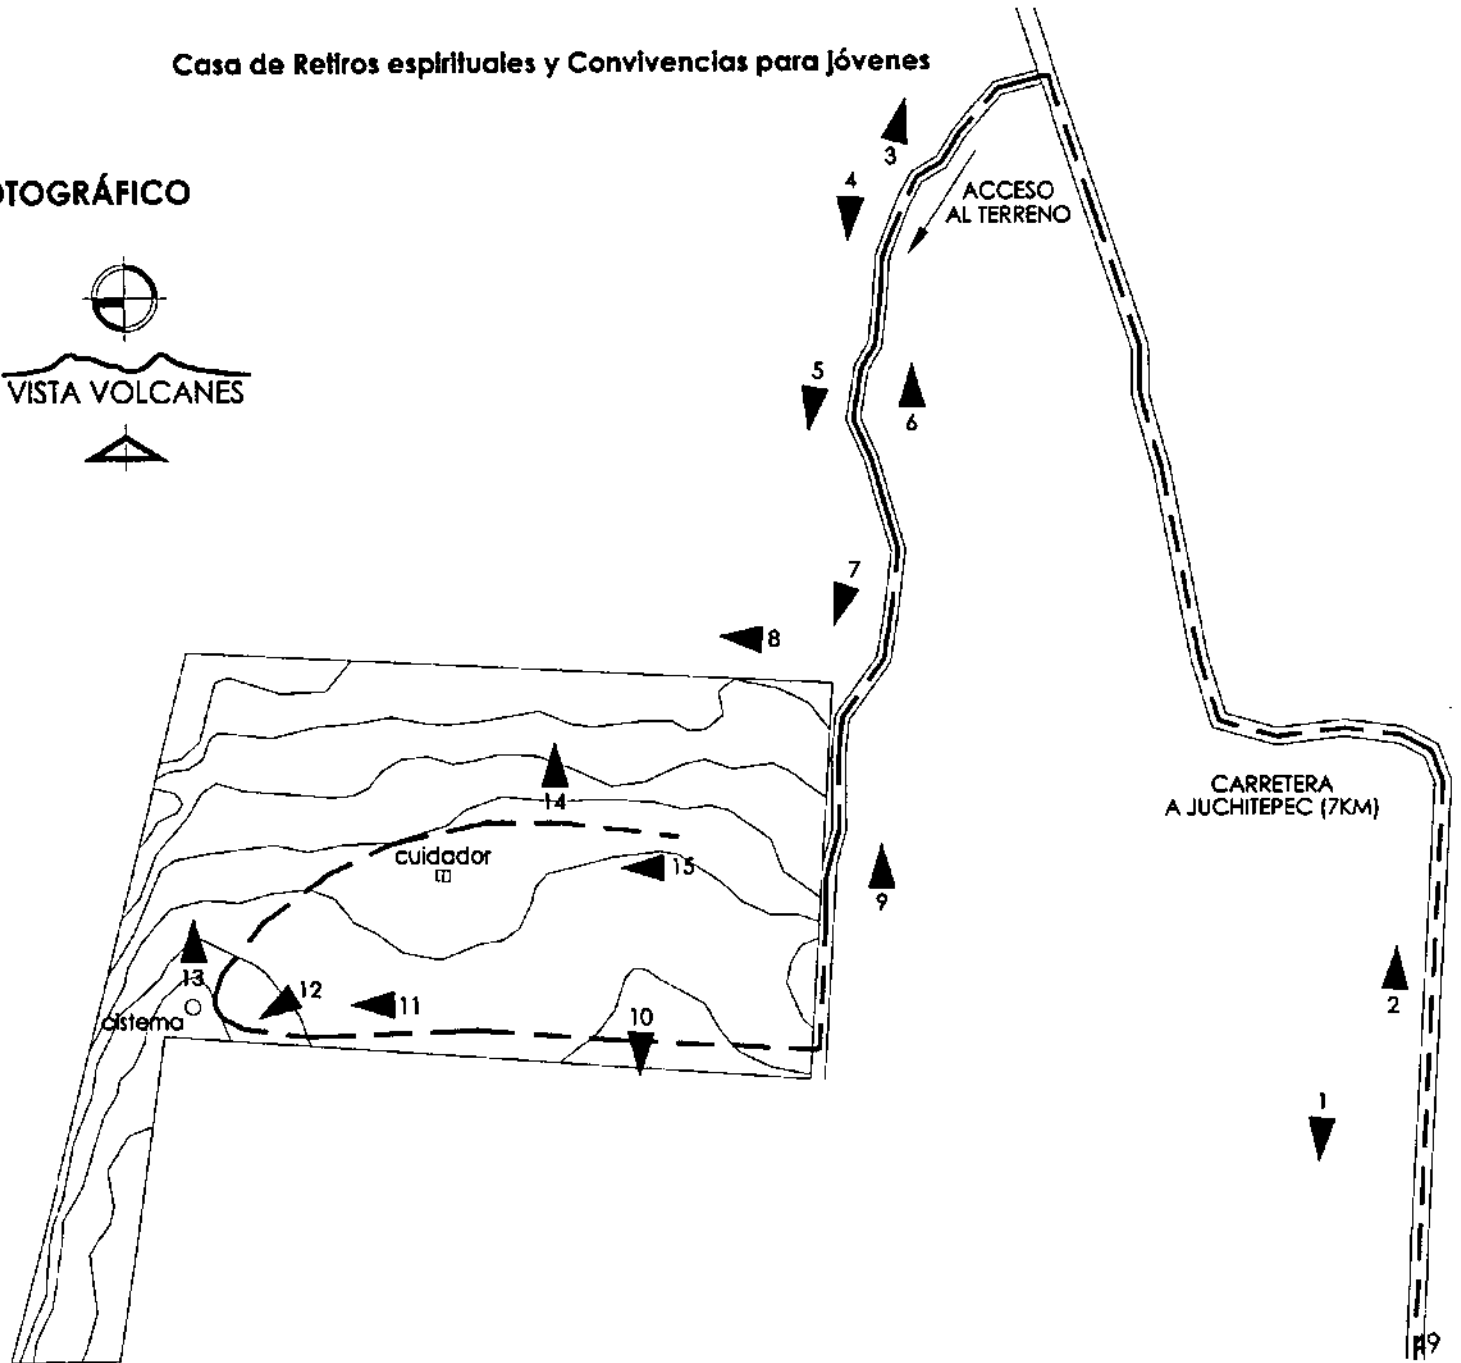 Casa de Retiros espirituales y Convivencias para jóvenes
OTOGRÁFICO
VISTA VOLCANES
3
4
ACCESO
AL TERRENO
5
6
7
8
CARRETERA
A JUCHITEPEC (7KM)
14
cuidador
15
9
13
12
11
10
cisterna
2
1